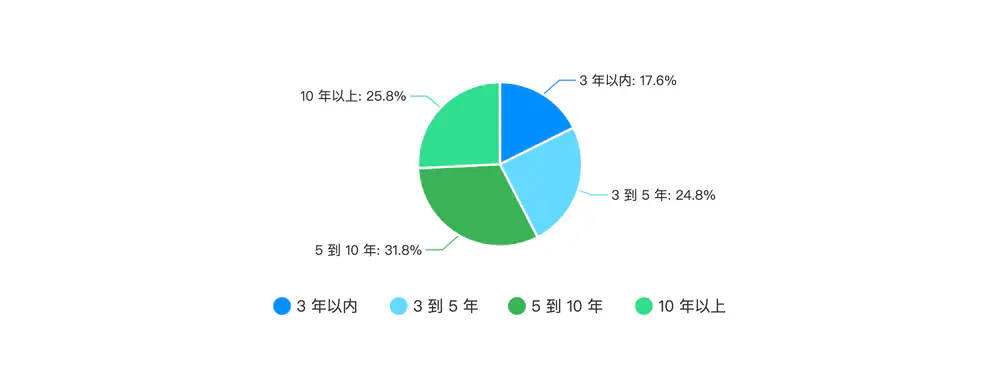 3 年以内: 17.6%
10 年以上: 25.8%
3 到 5 年: 24.8%
5 到 10 年: 31.8%
3 年以内
3 到 5 年
5 到 10 年
10 年以上